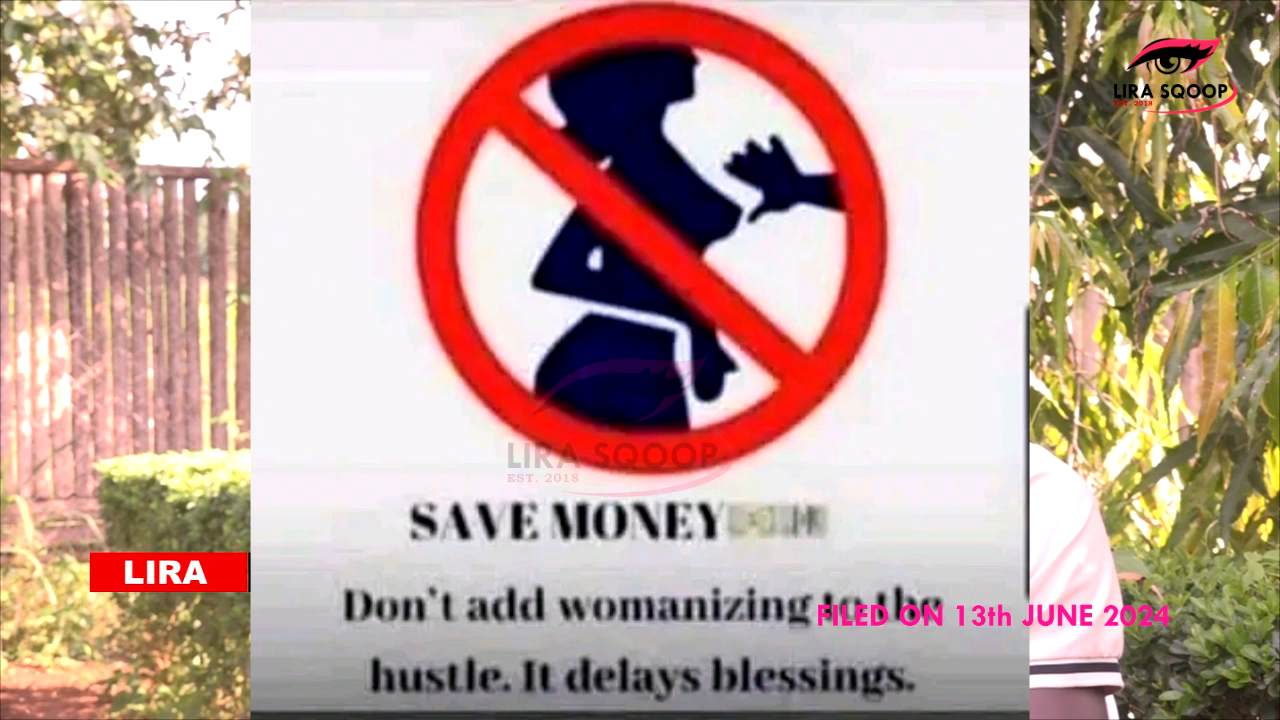 LIRA SQOOP
EST. 2018
LIRA SQOOP
EST. 2018
SAVE MONEY
LIRA
Don't add womanizing to the
FILED ON 13th JUNE 2024
hustle. It delays blessings.